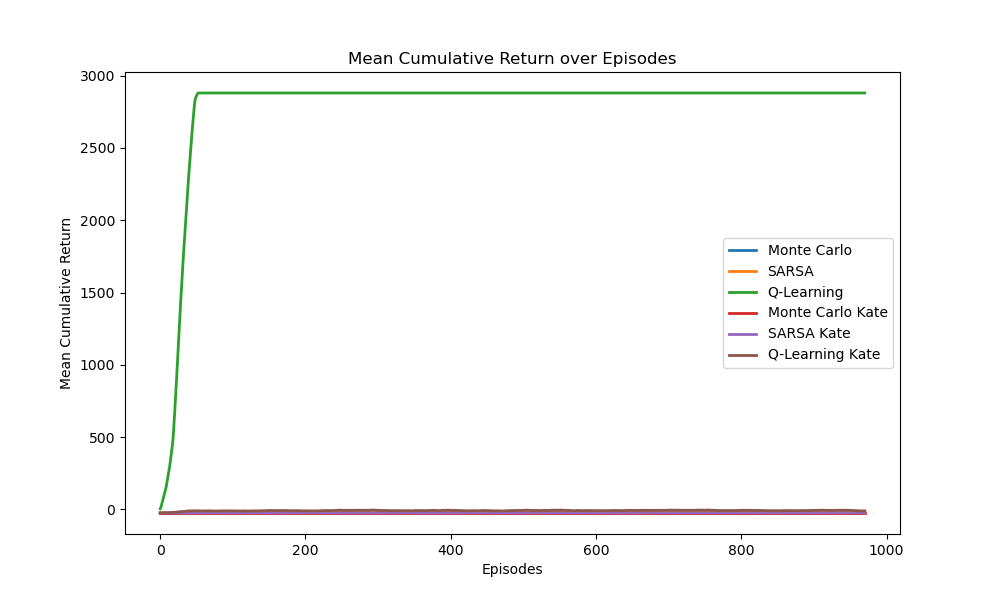 Mean Cumulative Return over Episodes
3000
2500
2000
1500
1000
500
0
Mean Cumulative Return
Monte Carlo
SARSA
Q-Learning
Monte Carlo Kate
SARSA Kate
Q-Learning Kate
0 200 400 600 800 1000
Episodes